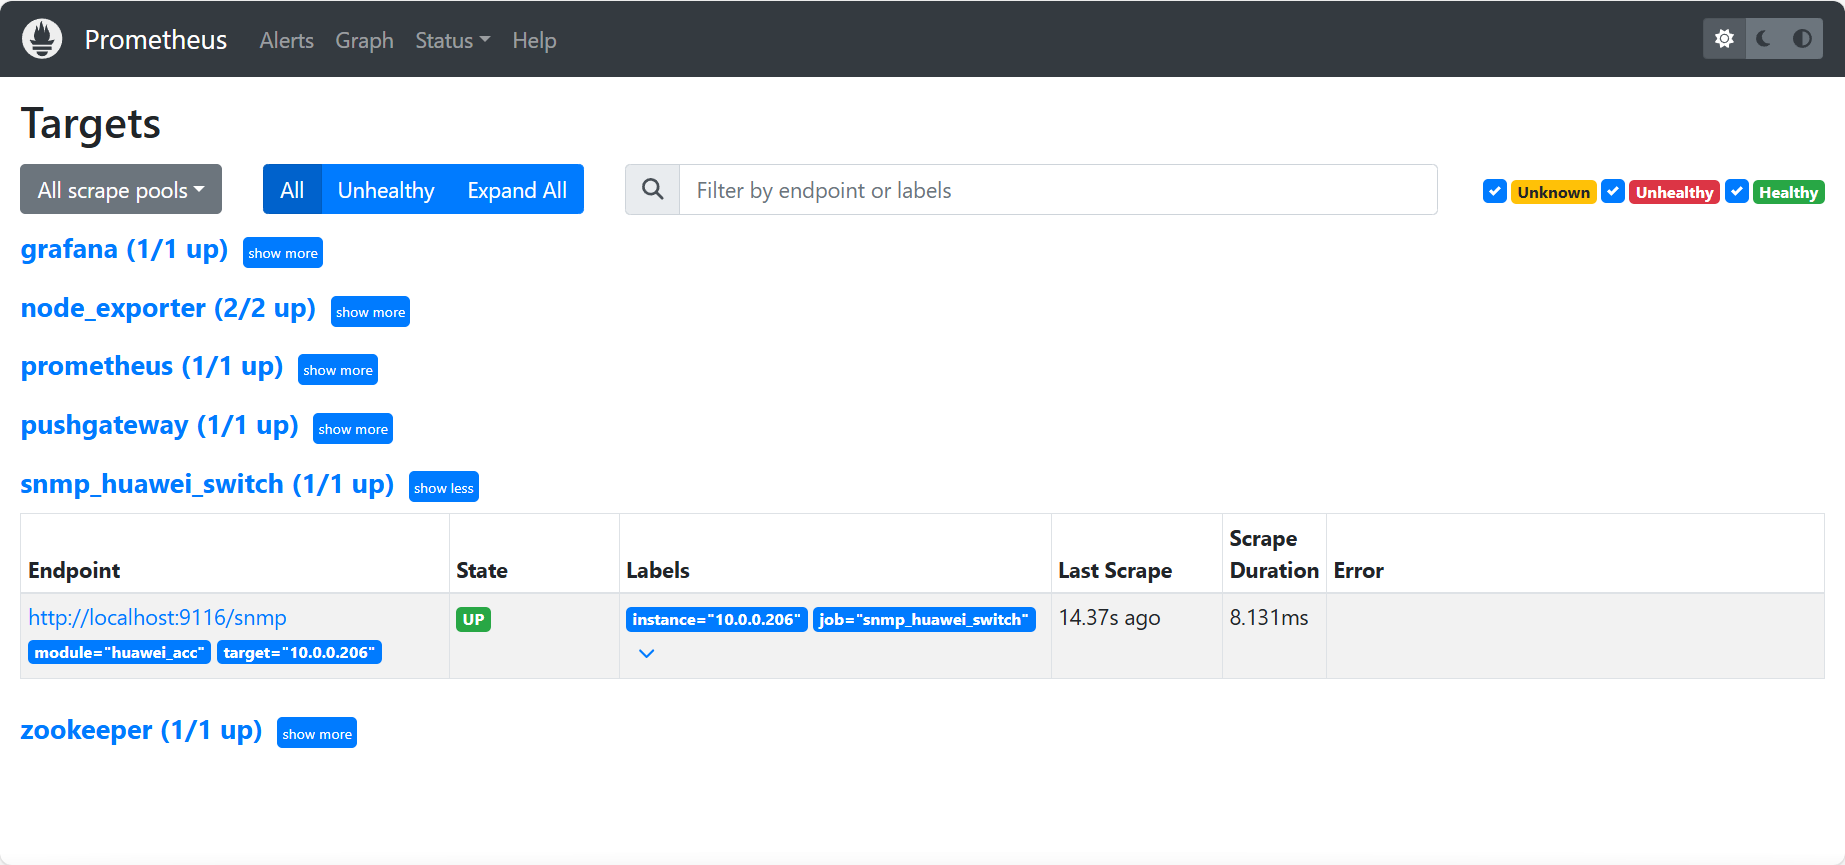 Prometheus Alerts Graph Status Help
Targets
All scrape pools All Unhealthy Expand All Filter by endpoint or labels Unknown Unhealthy Healthy
grafana (1/1 up) show more
node_exporter (2/2 up) show more
prometheus (1/1 up) show more
pushgateway (1/1 up) show more
snmp_huawei_switch (1/1 up) show less
Endpoint State Labels Last Scrape Scrape Duration Error
http://localhost:9116/snmp UP instance="10.0.0.206" job="snmp_huawei_switch" 14.37s ago 8.131ms
module="huawei_acc" target="10.0.0.206"
zookeeper (1/1 up) show more